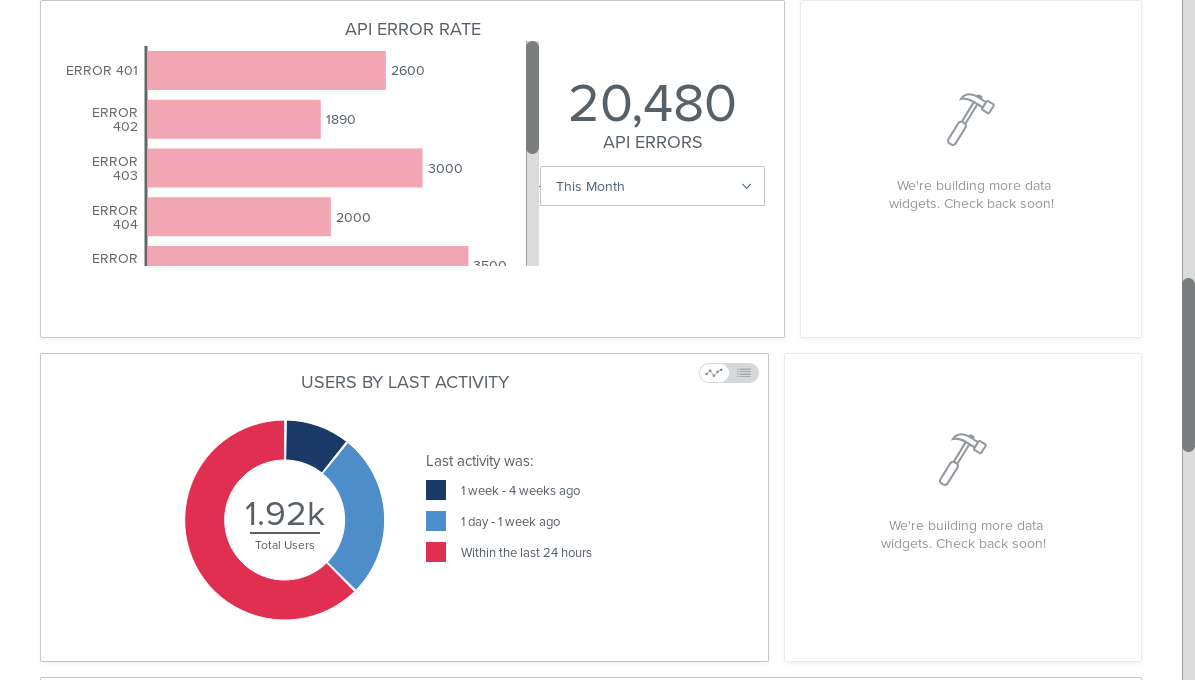 API ERROR RATE
ERROR 401
2600
ERROR
402
1890
ERROR
403
3000
ERROR
404
2000
ERROR
3500
20,480
API ERRORS
This Month
We're building more data
widgets. Check back soon!
USERS BY LAST ACTIVITY
1.92k
Total Users
Last activity was:
1 week - 4 weeks ago
1 day - 1 week ago
Within the last 24 hours
We're building more data
widgets. Check back soon!